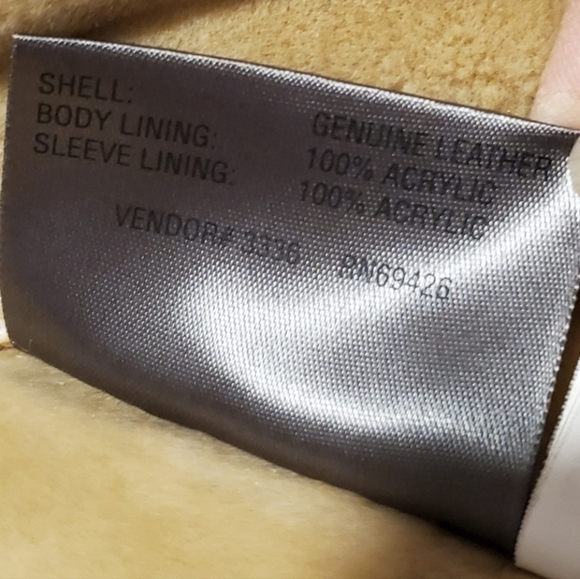 SHELL: GENUINE LEATHER
BODY LINING: 100% ACRYLIC
SLEEVE LINING: 100% ACRYLIC
VENDOR# 3336 RN69426